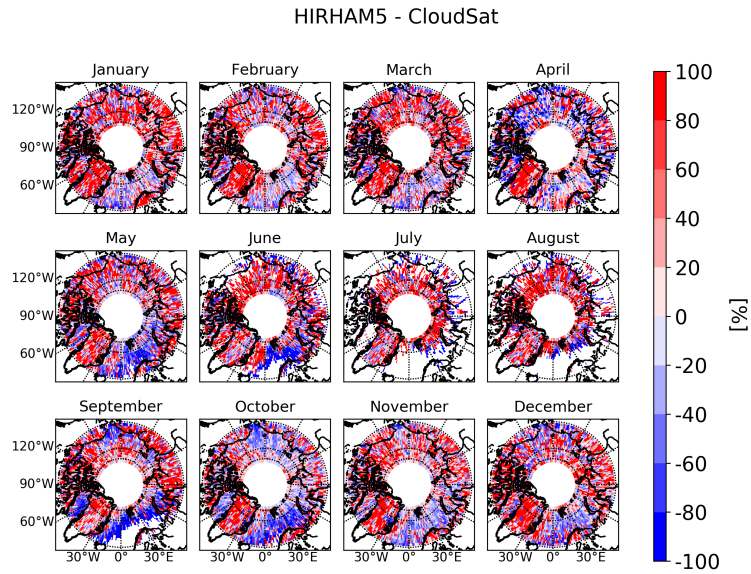 HIRHAM5 - CloudSat
January February March April
120°W
90°W
60°W
May June July August
120°W
90°W
60°W
September October November December
120°W
90°W
60°W
30°W 0° 30°E 30°W 0° 30°E 30°W 0° 30°E 30°W 0° 30°E
100
80
60
40
20
0
-20
-40
-60
-80
-100
[%]